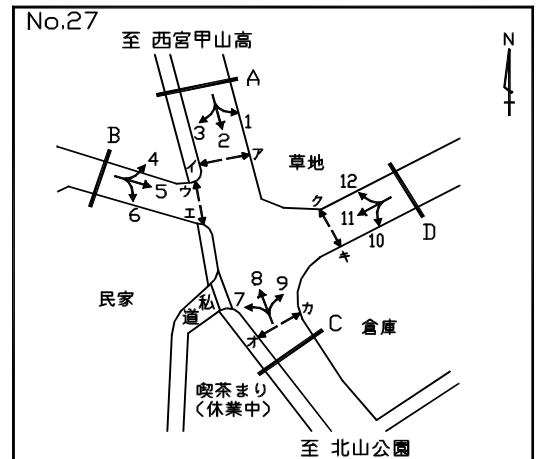 No.27
至 西宮甲山高
N
A
B
3
2
1
イ
ア
草地
4
5
6
ウ
エ
ク
12
11
10
キ
D
民家
私
道
7
8
9
カ
オ
C
倉庫
喫茶まり
(休業中)
至 北山公園